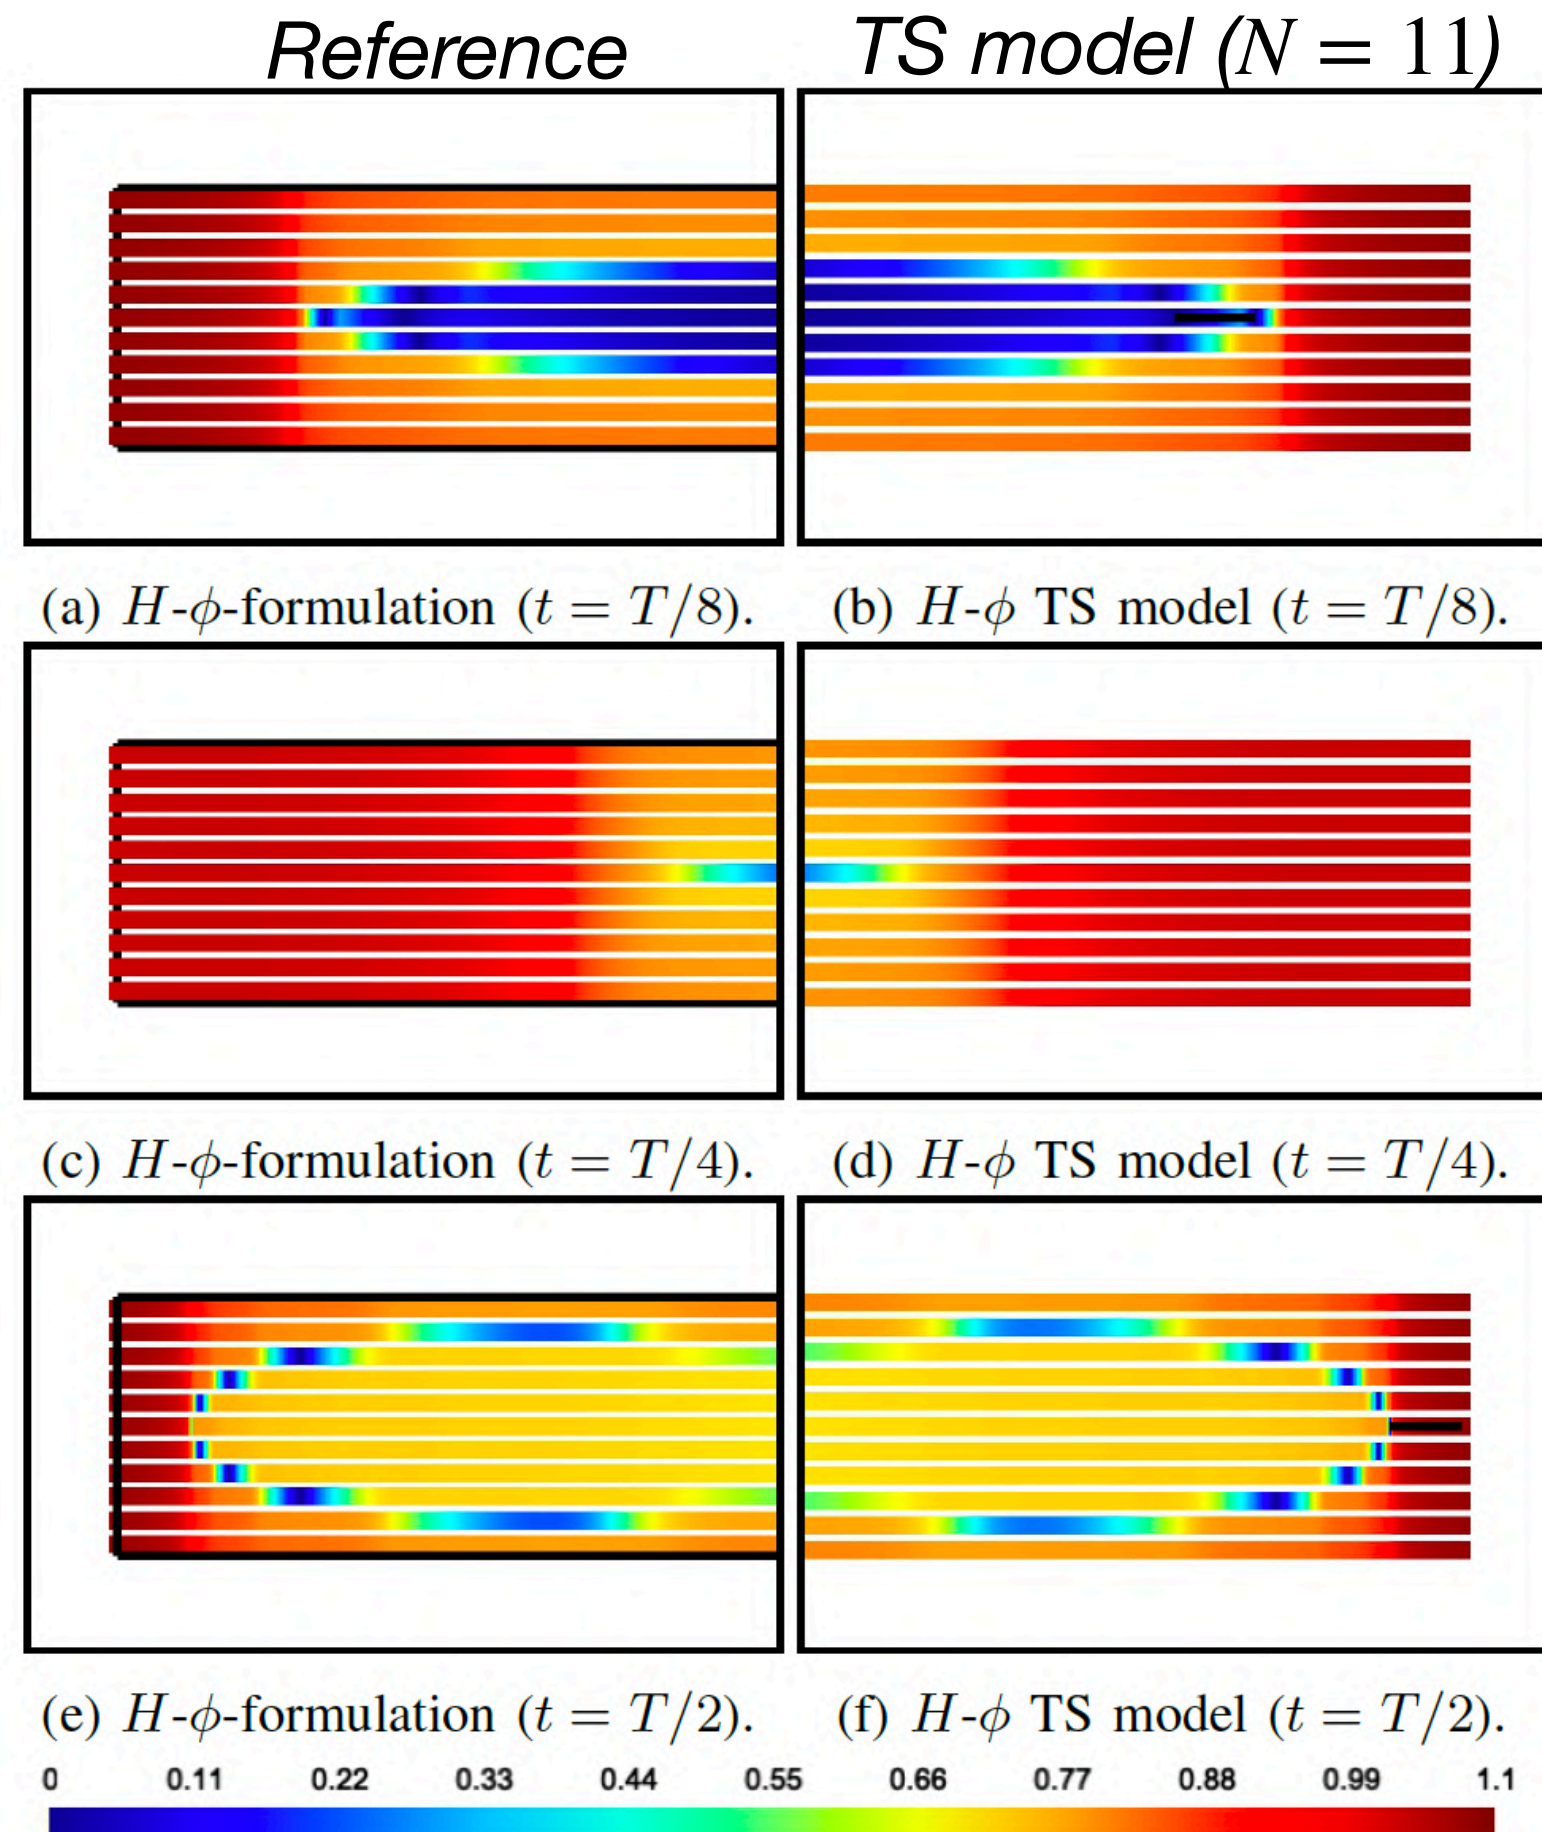 Reference TS model (N = 11)
(a) H-ϕ-formulation (t = T/8). (b) H-ϕ TS model (t = T/8).
(c) H-ϕ-formulation (t = T/4). (d) H-ϕ TS model (t = T/4).
(e) H-ϕ-formulation (t = T/2). (f) H-ϕ TS model (t = T/2).
0 0.11 0.22 0.33 0.44 0.55 0.66 0.77 0.88 0.99 1.1